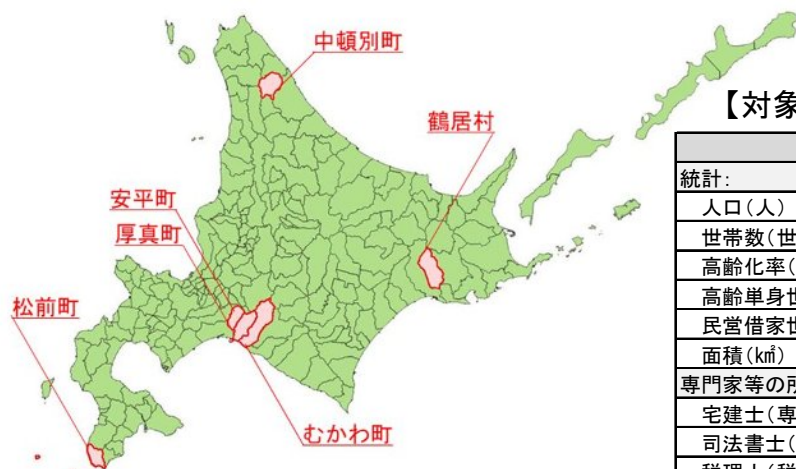 中頓別町
鶴居村
安平町
厚真町
松前町
むかわ町
【対象
統計:
人口(人)
世帯数(世
高齢化率(
高齢単身世
民営借家世
面積(㎢)
専門家等の所
宅建士(専
司法書士(